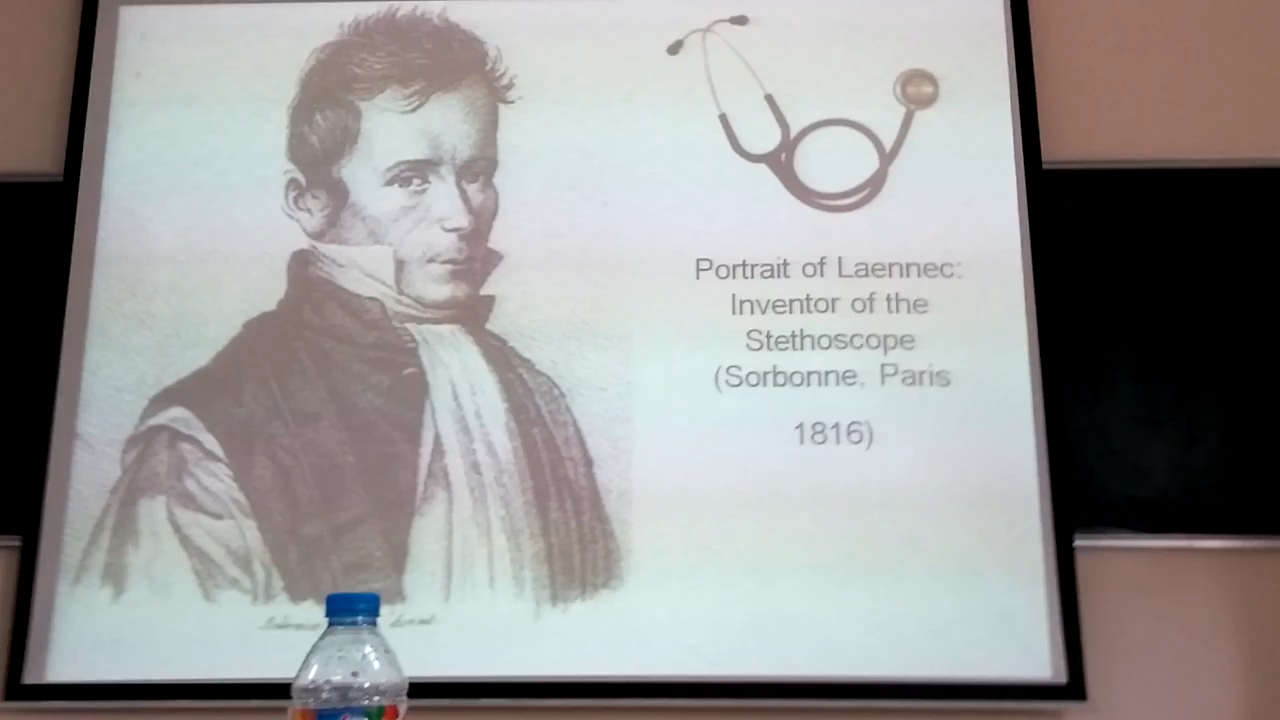 Portrait of Laennec:
Inventor of the
Stethoscope
(Sorbonne, Paris
1816)